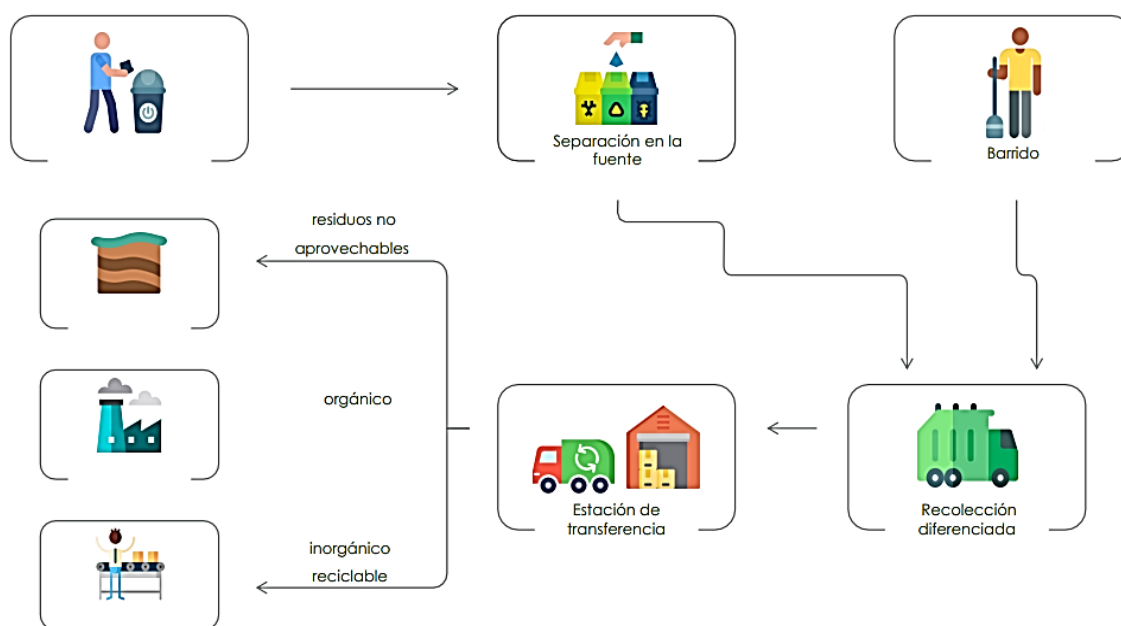 Separación en la
fuente
Barrido
residuos no
aprovechables
orgánico
Estación de
transferencia
Recolección
diferenciada
inorgánico
reciclable